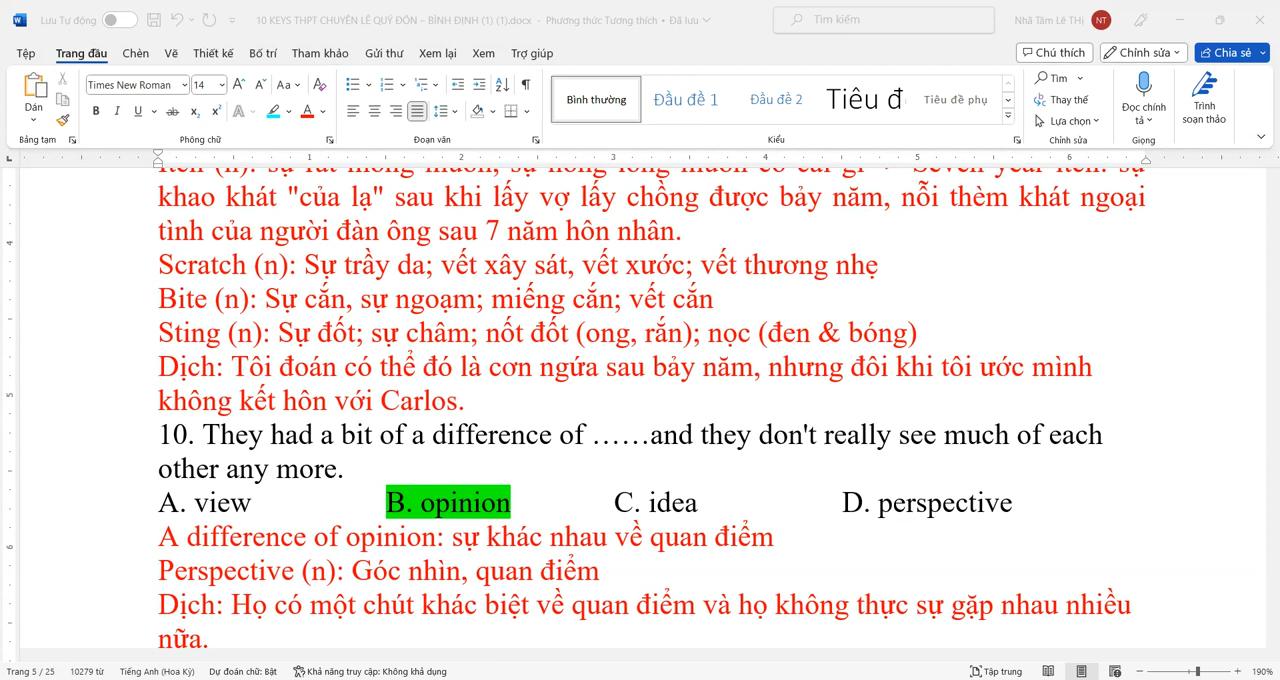 Lưu Tự động
10 KEYS THPT CHUYÊN LÊ QUÝ ĐÔN – BÌNH ĐỊNH (1) (1).docx - Phương thức Tương thích • Đã lưu
Tìm kiếm
Nhã Tâm Lê THị NT
Tệp Trang đầu Chèn Vẽ Thiết kế Bố trí Tham khảo Gửi thư Xem lại Xem Trợ giúp
Chú thích Chỉnh sửa Chia sẻ
Dán
Times New Roman 14
Bình thường Đầu đề 1 Đầu đề 2 Tiêu đ Tiêu đề phụ
Tìm
Thay thế
Lựa chọn
Đọc chính tả
Trình soạn thảo
Bảng tạm Phông chữ Đoạn văn Kiểu Chỉnh sửa Giọng
1 2 3 4 5 6
khao khát "của lạ" sau khi lấy vợ lấy chồng được bảy năm, nỗi thèm khát ngoại
tình của người đàn ông sau 7 năm hôn nhân.
Scratch (n): Sự trầy da; vết xây sát, vết xước; vết thương nhẹ
Bite (n): Sự cắn, sự ngoạm; miếng cắn; vết cắn
Sting (n): Sự đốt; sự châm; nốt đốt (ong, rắn); nọc (đen & bóng)
Dịch: Tôi đoán có thể đó là cơn ngứa sau bảy năm, nhưng đôi khi tôi ước mình
không kết hôn với Carlos.
10. They had a bit of a difference of ……and they don't really see much of each
other any more.
A. view B. opinion C. idea D. perspective
A difference of opinion: sự khác nhau về quan điểm
Perspective (n): Góc nhìn, quan điểm
Dịch: Họ có một chút khác biệt về quan điểm và họ không thực sự gặp nhau nhiều
nữa.
Trang 5 / 25 10279 từ Tiếng Anh (Hoa Kỳ) Dự đoán chữ: Bật Khả năng truy cập: Không khả dụng Tập trung 190%